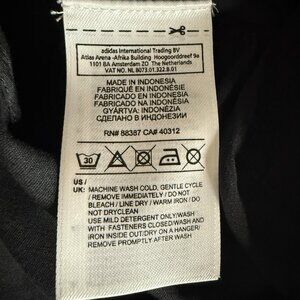 adidas International Trading BV
Atlas Arena -Afrika Building Hoogoorddreef 9a
1101 BA Amsterdam ZO The Netherlands
VAT NO. NL 8073.01.322.B.01
MADE IN INDONESIA
FABRIQUÉ EN INDONÉSIE
FABRICADO EN INDONESIA
FABRICADO NA INDONÉSIA
GYÁRTVA: INDONÉZIA
СДЕЛАНО В ИНДОНЕЗИИ
RN# 88387 CA# 40312
30
US /
UK: MACHINE WASH COLD, GENTLE CYCLE
/ REMOVE IMMEDIATELY / DO NOT
BLEACH / LINE DRY / WARM IRON / DO
NOT DRYCLEAN
USE MILD DETERGENT ONLY/WASH
WITH FASTENERS CLOSED/WASH AND
IRON INSIDE OUT/DRY ON A HANGER/
REMOVE PROMPTLY AFTER WASH